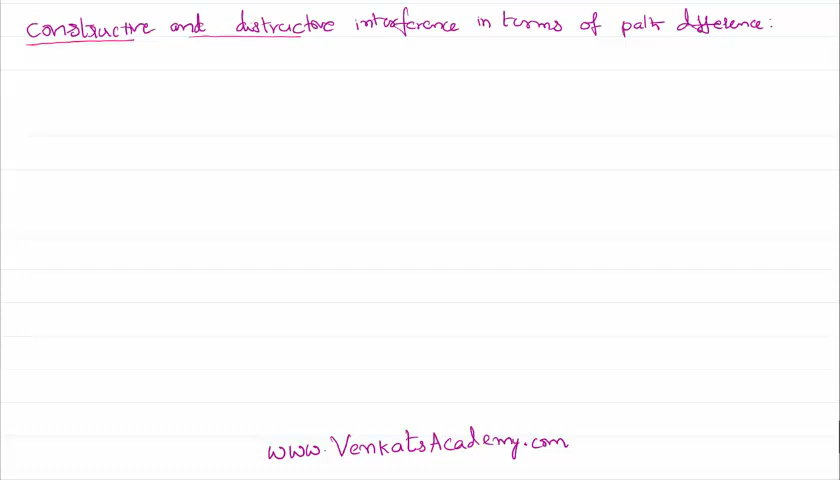 constructive and distructive interference in terms of path difference:
www.VenkatsAcademy.com